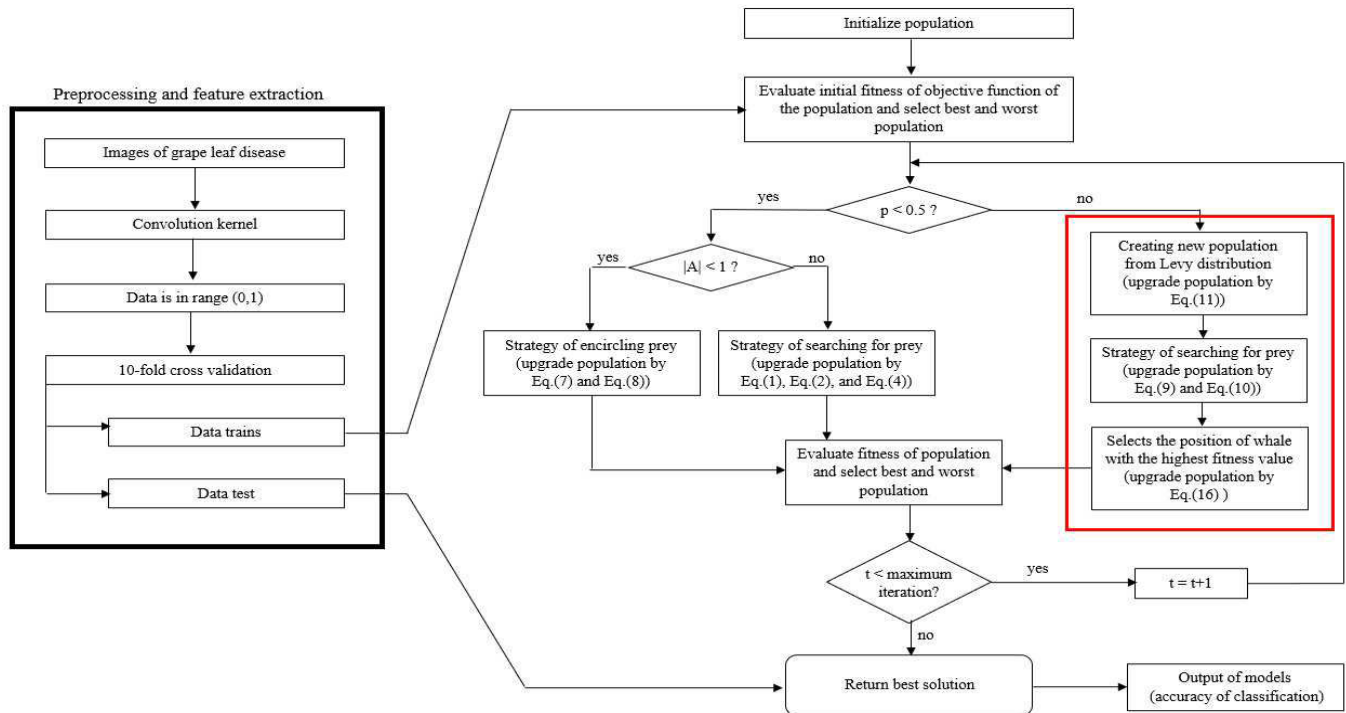 Preprocessing and feature extraction
Images of grape leaf disease
Convolution kernel
Data is in range (0,1)
10-fold cross validation
Data trains
Data test
Initialize population
Evaluate initial fitness of objective function of
the population and select best and worst
population
p < 0.5 ?
yes
no
|A| < 1 ?
yes
no
Strategy of encircling prey
(upgrade population by
Eq.(7) and Eq.(8))
Strategy of searching for prey
(upgrade population by
Eq.(1), Eq.(2), and Eq.(4))
Creating new population
from Levy distribution
(upgrade population by
Eq.(11))
Strategy of searching for prey
(upgrade population by
Eq.(9) and Eq.(10))
Selects the position of whale
with the highest fitness value
(upgrade population by
Eq.(16) )
Evaluate fitness of population
and select best and worst
population
t < maximum
iteration?
yes
t = t+1
no
Return best solution
Output of models
(accuracy of classification)